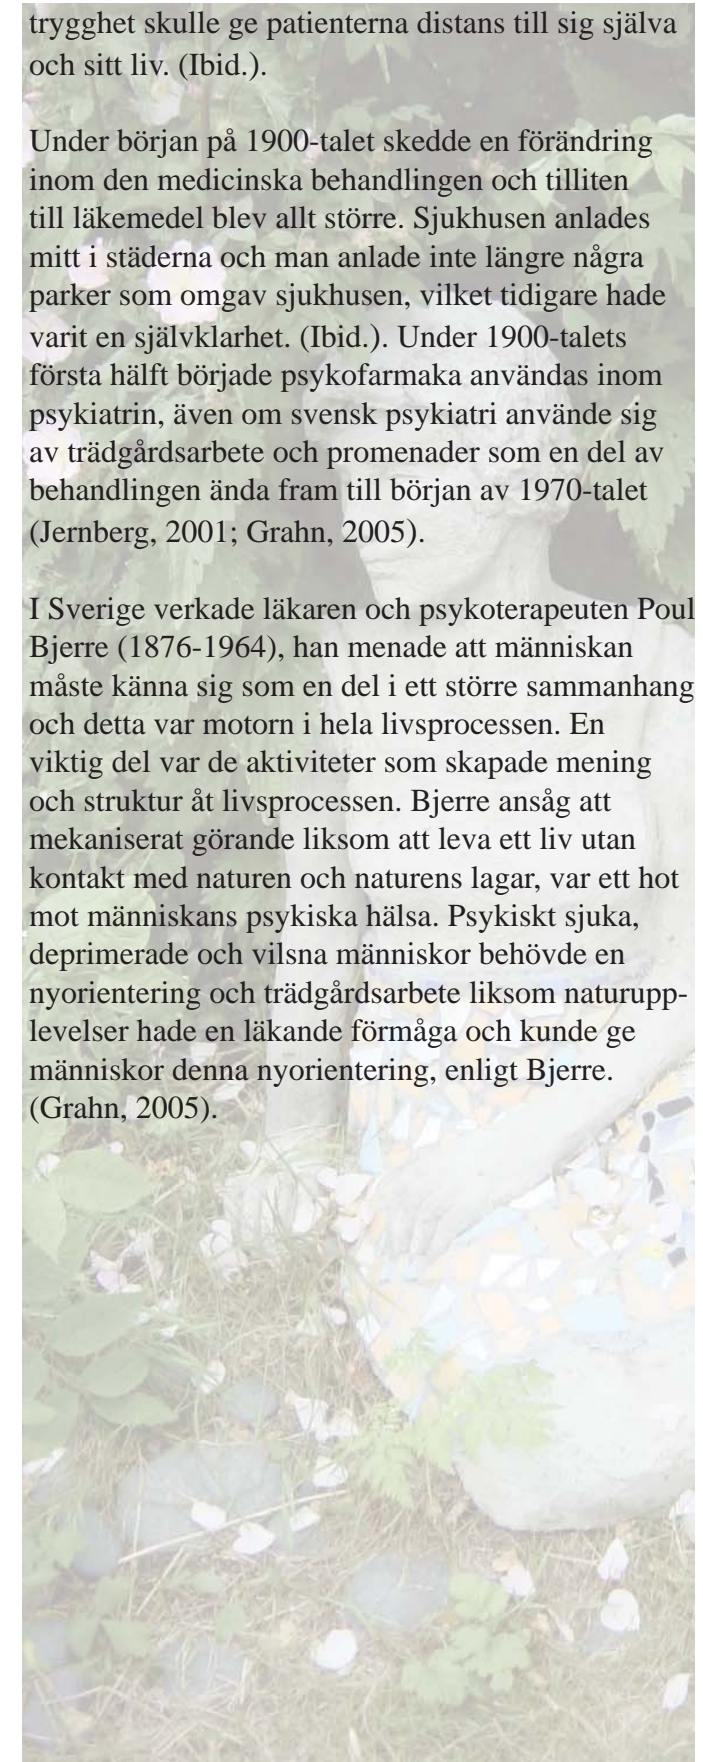 trygghet skulle ge patienterna distans till sig själva
och sitt liv. (Ibid.).
Under början på 1900-talet skedde en förändring
inom den medicinska behandlingen och tilliten
till läkemedel blev allt större. Sjukhusen anlades
mitt i städerna och man anlade inte längre några
parker som omgav sjukhusen, vilket tidigare hade
varit en självklarhet. (Ibid.). Under 1900-talets
första hälft började psykofarmaka användas inom
psykiatrin, även om svensk psykiatri använde sig
av trädgårdsarbete och promenader som en del av
behandlingen ända fram till början av 1970-talet
(Jernberg, 2001; Grahn, 2005).
I Sverige verkade läkaren och psykoterapeuten Poul
Bjerre (1876-1964), han menade att människan
måste känna sig som en del i ett större sammanhang
och detta var motorn i hela livsprocessen. En
viktig del var de aktiviteter som skapade mening
och struktur åt livsprocessen. Bjerre ansåg att
mekaniserat görande liksom att leva ett liv utan
kontakt med naturen och naturens lagar, var ett hot
mot människans psykiska hälsa. Psykiskt sjuka,
deprimerade och vilsna människor behövde en
nyorientering och trädgårdsarbete liksom naturupp-
levelser hade en läkande förmåga och kunde ge
människor denna nyorientering, enligt Bjerre.
(Grahn, 2005).